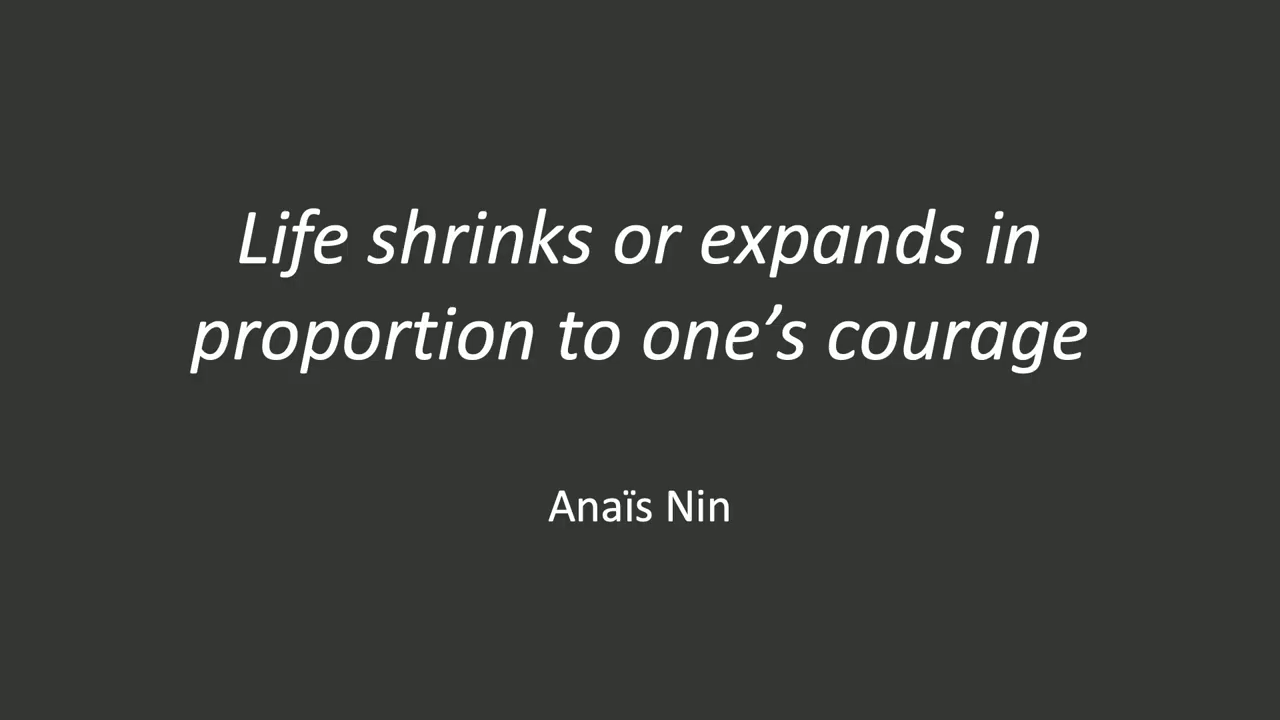 Life shrinks or expands in
proportion to one’s courage
Anaïs Nin